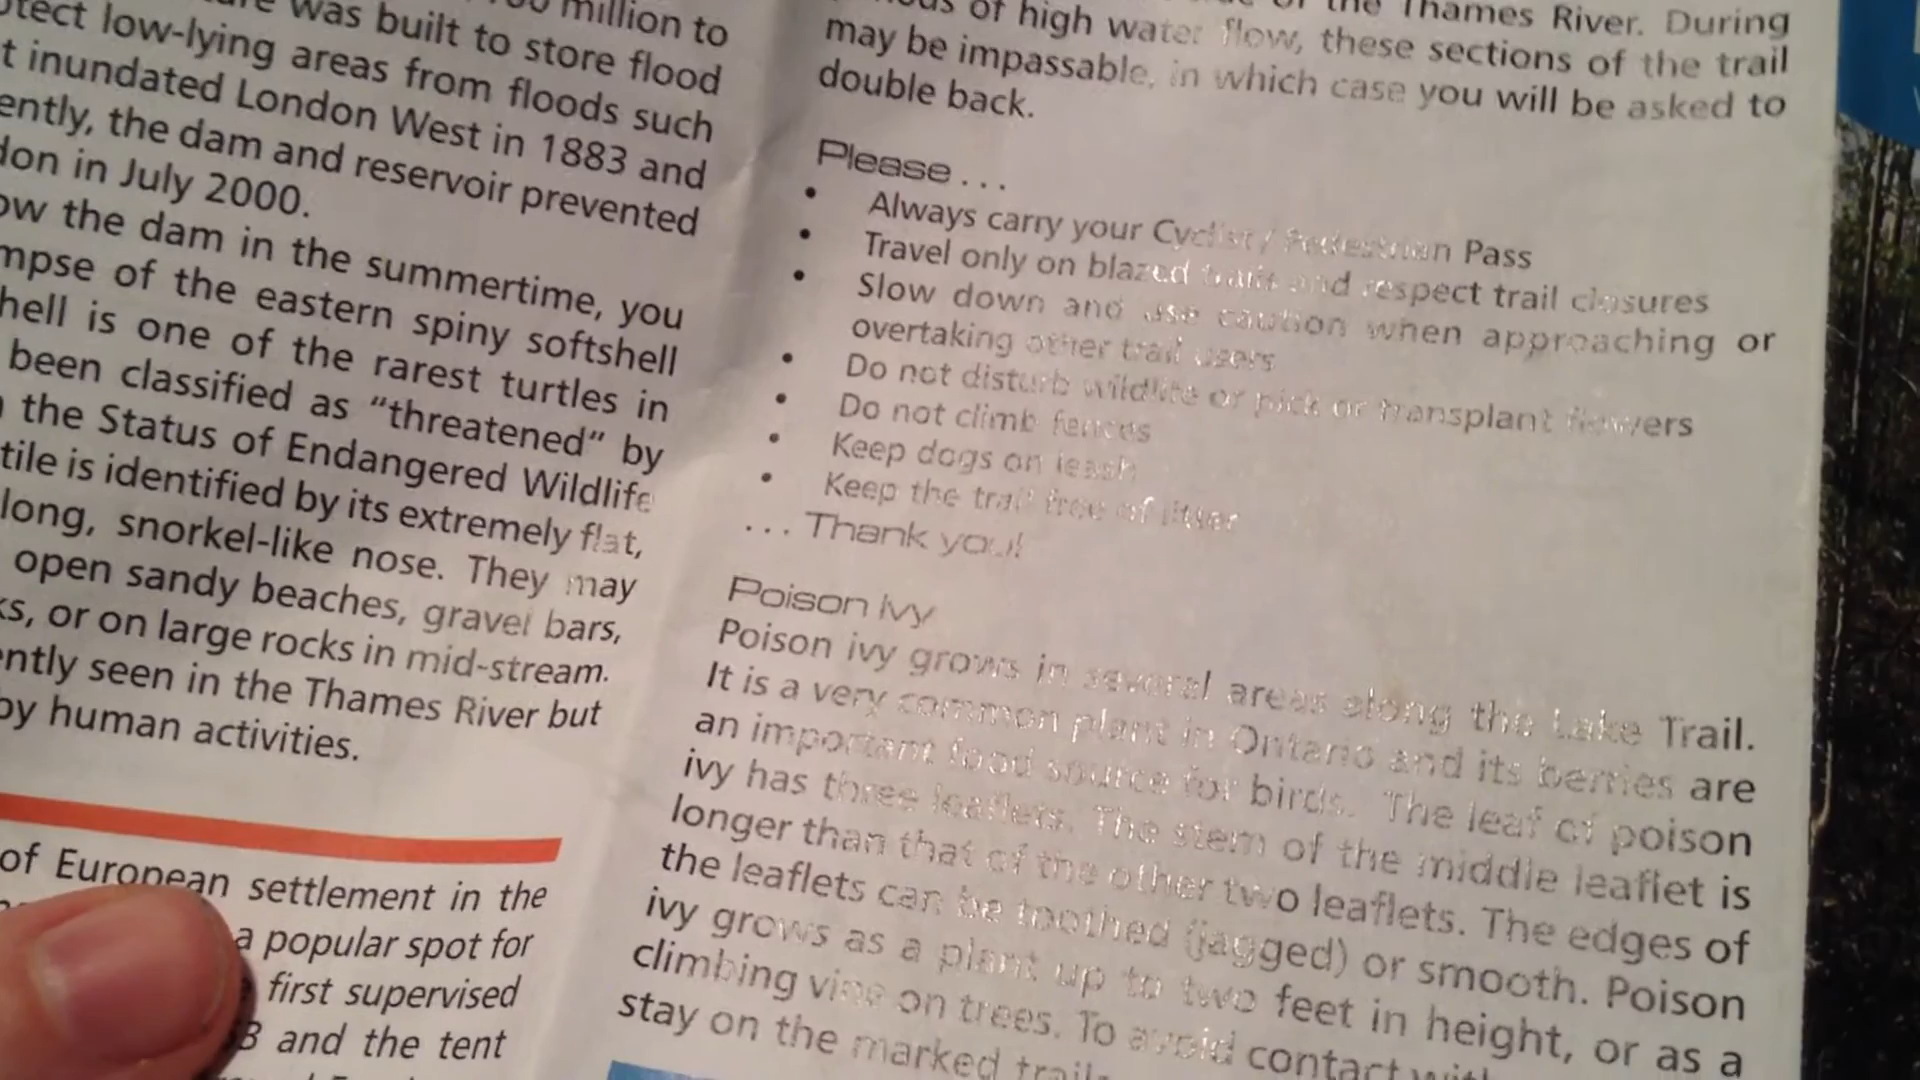 million to
was built to store flood
low-lying areas from floods such
inundated London West in 1883 and
the dam and reservoir prevented
in July 2000.
the dam in the summertime, you
of the eastern spiny softshell
is one of the rarest turtles in
been classified as “threatened” by
the Status of Endangered Wildlife
is identified by its extremely flat,
long, snorkel-like nose. They may
open sandy beaches, gravel bars,
or on large rocks in mid-stream.
seen in the Thames River but
by human activities.
of European settlement in the
a popular spot for
first supervised
and the tent
the Thames River. During
of high water flow, these sections of the trail
may be impassable, in which case you will be asked to
double back.
Please . . .
• Always carry your Cyclist / Pedestrian Pass
• Travel only on blazed trails and respect trail closures
• Slow down and use caution when approaching or
overtaking other trail users
• Do not disturb wildlife or pick or transplant flowers
• Do not climb fences
• Keep dogs on leash
• Keep the trail free of litter
. . . Thank you!
Poison Ivy
Poison ivy grows in several areas along the Lake Trail.
It is a very common plant in Ontario and its berries are
an important food source for birds. The leaf of poison
ivy has three leaflets. The stem of the middle leaflet is
longer than that of the other two leaflets. The edges of
the leaflets can be toothed (jagged) or smooth. Poison
ivy grows as a plant up to two feet in height, or as a
climbing vine on trees. To avoid contact with
stay on the marked trails